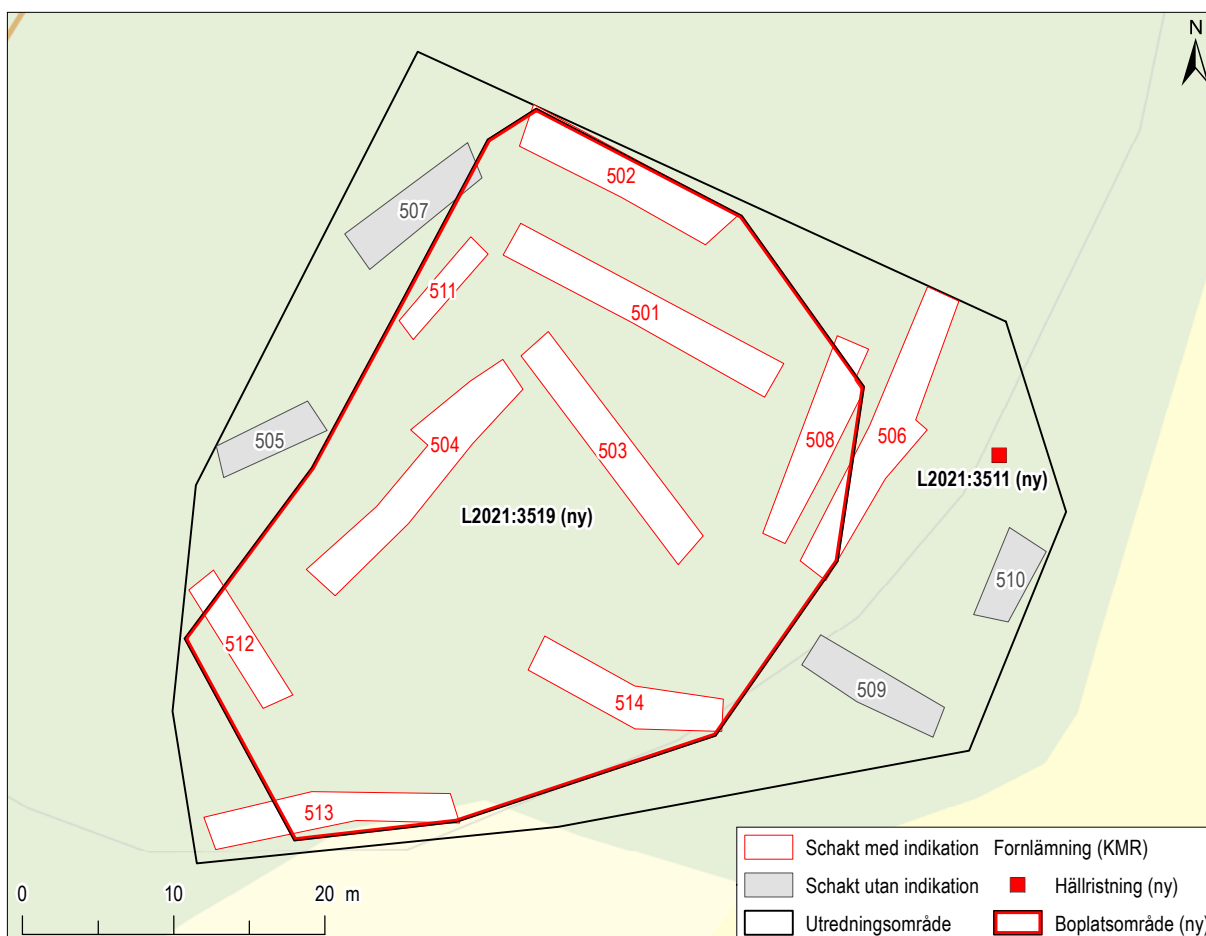 N
502
507
511
501
504
503
508
506
505
L2021:3511 (ny)
L2021:3519 (ny)
510
512
509
514
513
Schakt med indikation
Fornlämning (KMR)
Schakt utan indikation
Hällristning (ny)
Utredningsområde
Boplatsområde (ny)
0 10 20 m